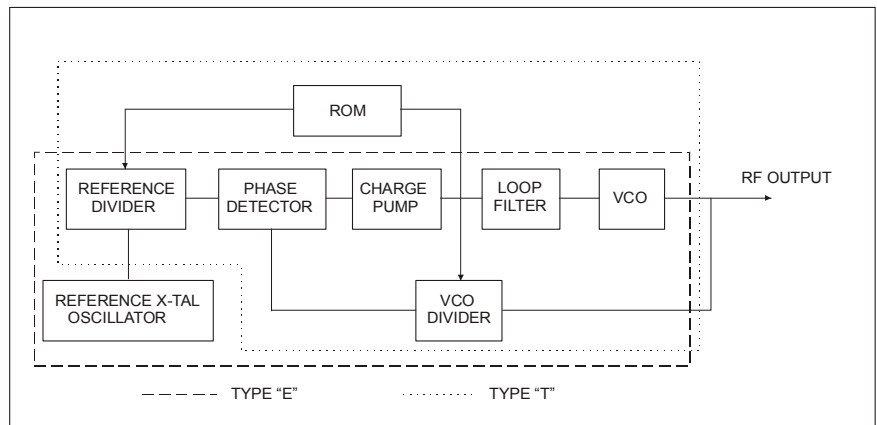 ROM
REFERENCE
DIVIDER
PHASE
DETECTOR
CHARGE
PUMP
LOOP
FILTER
VCO
RF OUTPUT
REFERENCE X-TAL
OSCILLATOR
VCO
DIVIDER
TYPE “E”
TYPE “T”